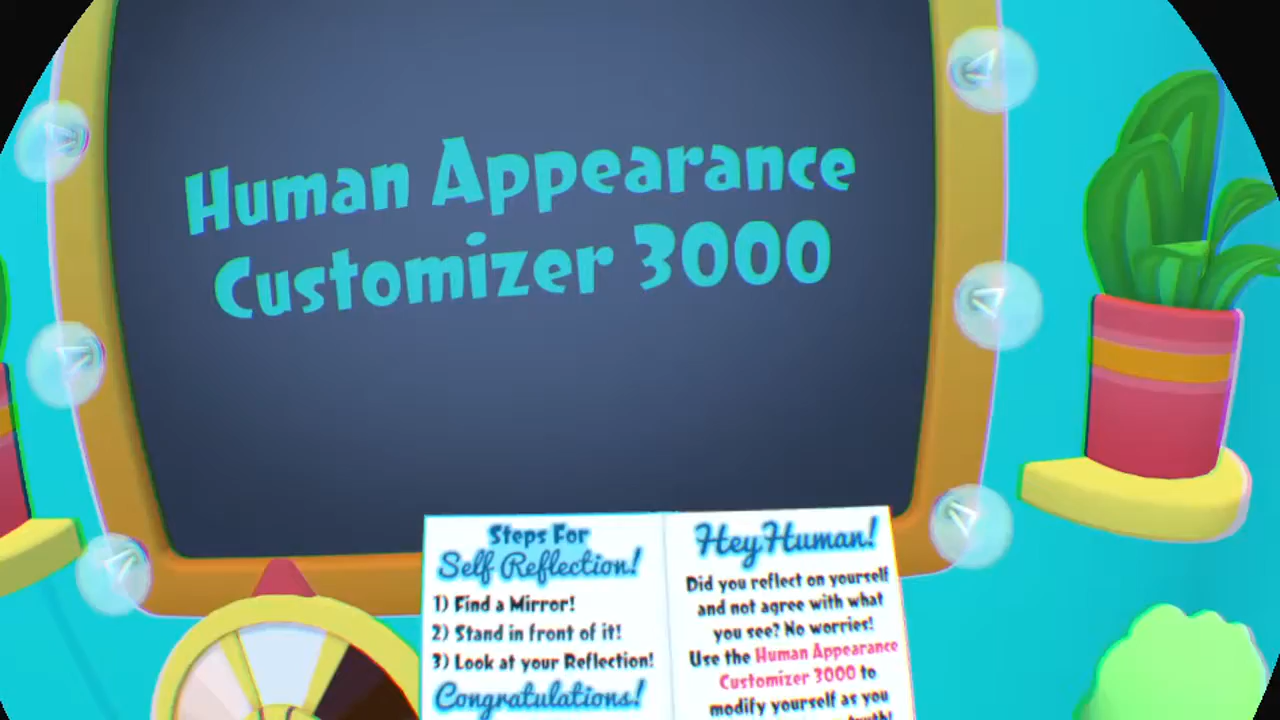 Human Appearance
Customizer 3000
Steps For
Self Reflection!
1) Find a Mirror!
2) Stand in front of it!
3) Look at your Reflection!
Congratulations!
Hey Human!
Did you reflect on yourself
and not agree with what
you see? No worries!
Use the Human Appearance
Customizer 3000 to
modify yourself as you